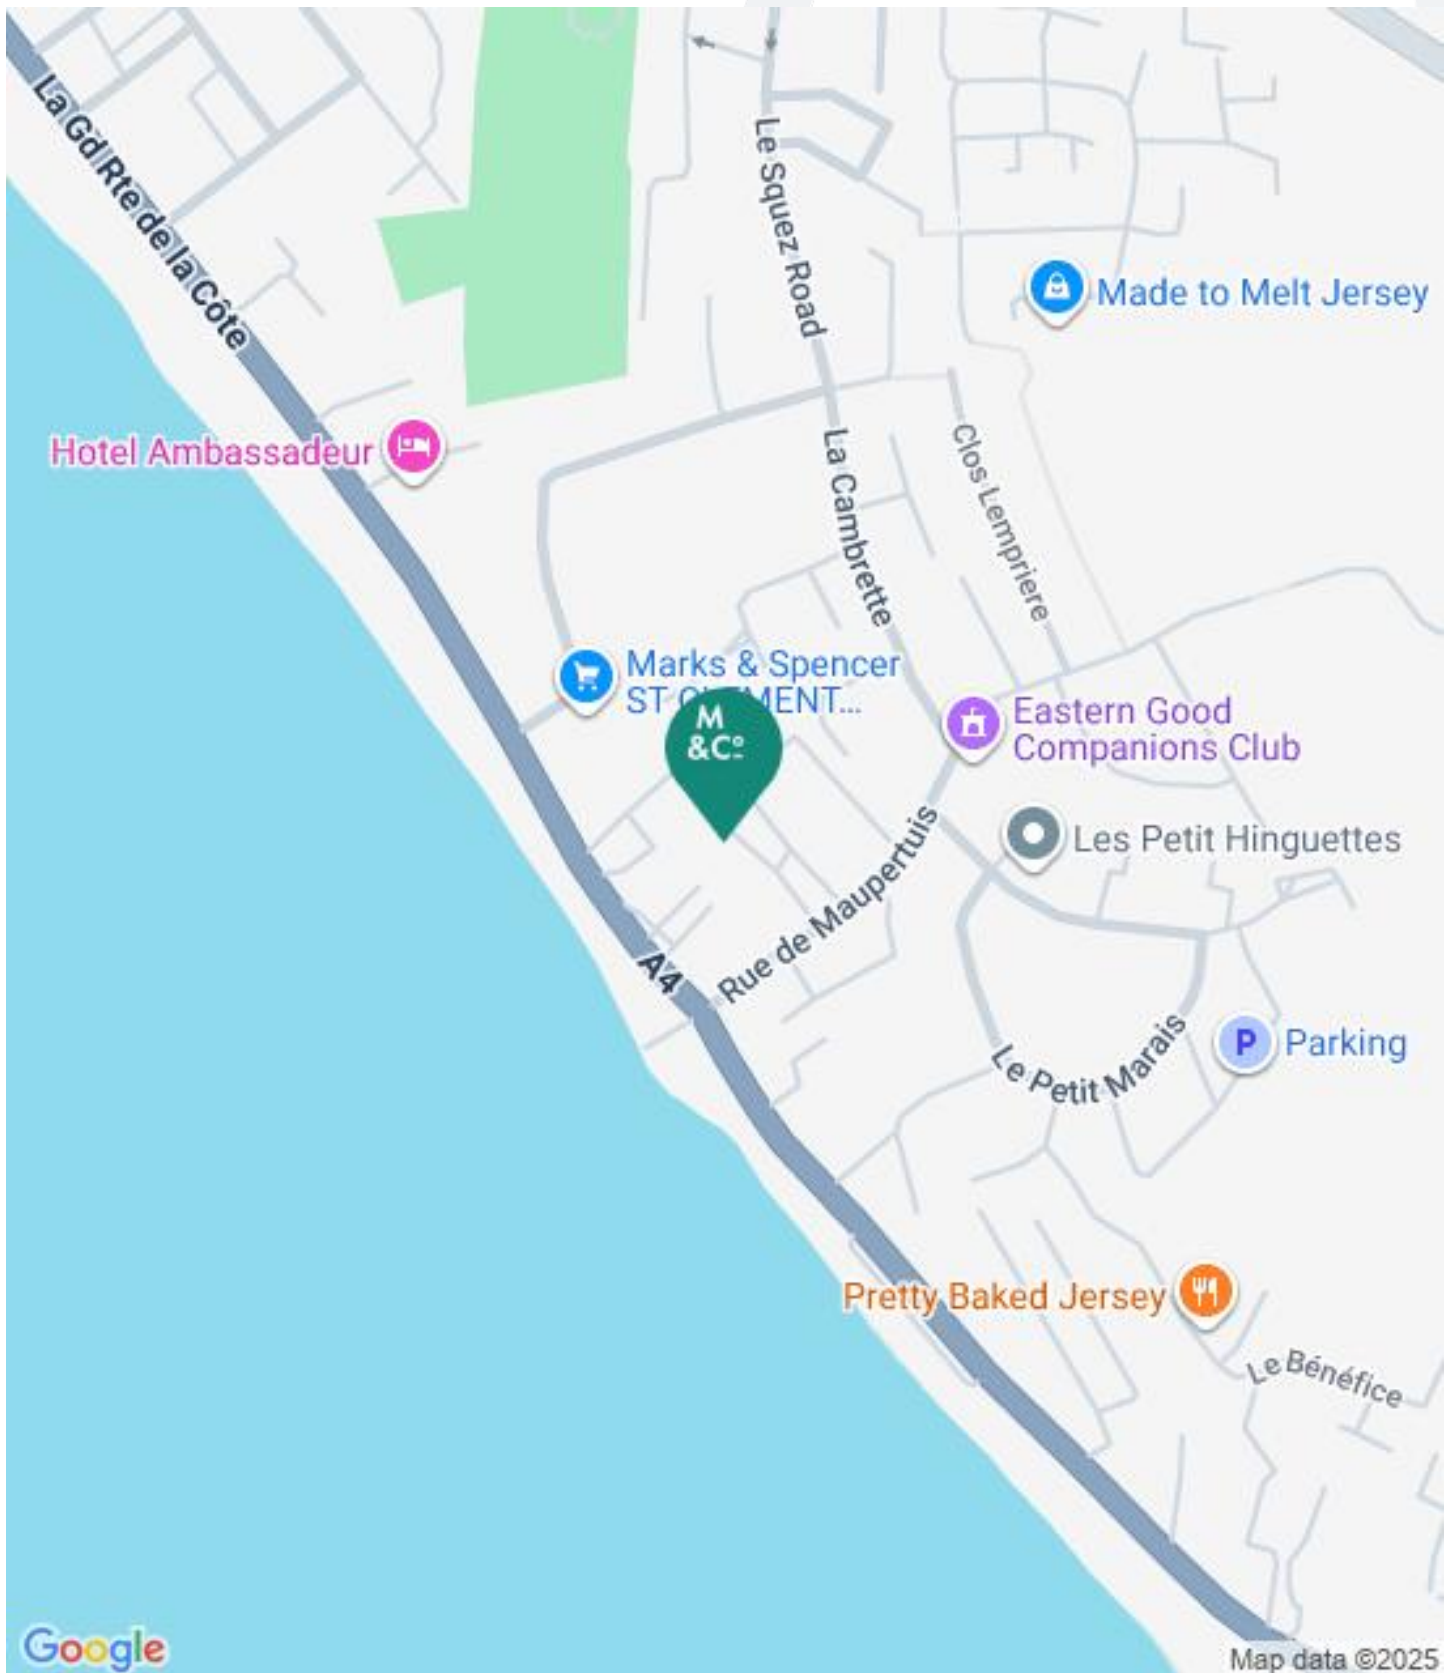 La Gd Rte de la Côte
Le Squez Road
Made to Melt Jersey
Hotel Ambassadeur
La Cambrette
Clos Lempriere
Marks & Spencer
ST
M
&Cº
Eastern Good
Companions Club
Les Petit Hinguettes
Rue de Maupertuis
A4
Le Petit Marais
P
Parking
Pretty Baked Jersey
Le Bénéfice
Google
Map data ©2025